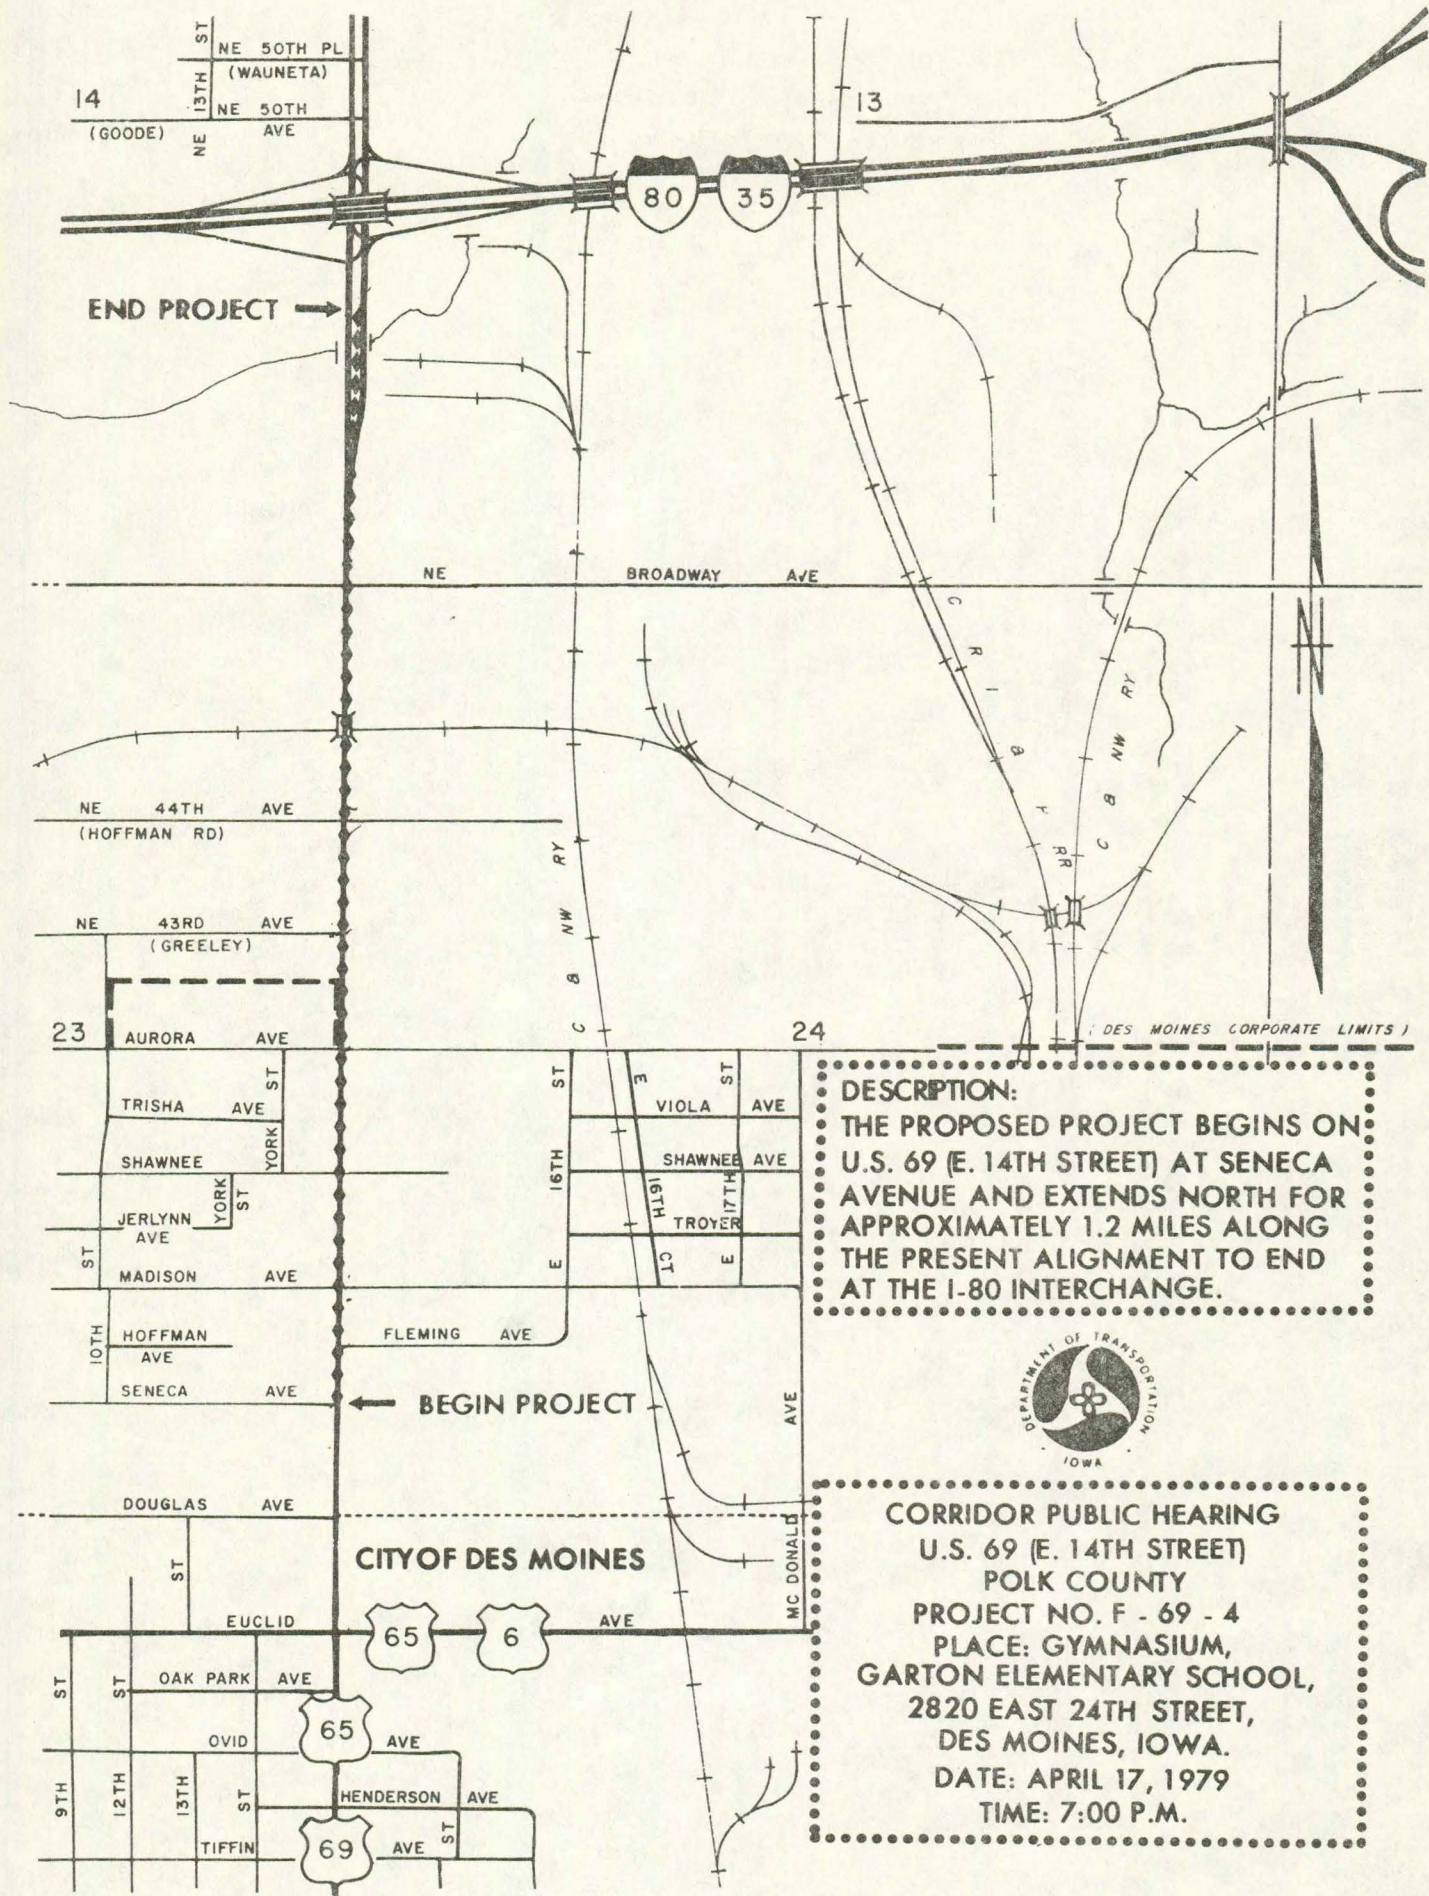 ST
NE 50TH PL
(WAUNETA)
13TH
14
NE 50TH
(GOODE)
AVE
NE
13
80
35
END PROJECT
NE BROADWAY AVE
C R I & P RR
C & NW RY
N
NE 44TH AVE
(HOFFMAN RD)
C & NW RY
NE 43RD AVE
(GREELEY)
23
AURORA AVE
24
(DES MOINES CORPORATE LIMITS)
TRISHA AVE
YORK ST
SHAWNEE
YORK ST
JERLYNN
AVE
MADISON AVE
10TH ST
HOFFMAN
AVE
SENECA AVE
FLEMING AVE
E 16TH ST
E 16TH CT
E 17TH ST
VIOLA AVE
SHAWNEE AVE
TROYER
BEGIN PROJECT
DESCRIPTION:
THE PROPOSED PROJECT BEGINS ON
U.S. 69 (E. 14TH STREET) AT SENECA
AVENUE AND EXTENDS NORTH FOR
APPROXIMATELY 1.2 MILES ALONG
THE PRESENT ALIGNMENT TO END
AT THE I-80 INTERCHANGE.
DEPARTMENT OF TRANSPORTATION
IOWA
DOUGLAS AVE
ST
CITY OF DES MOINES
MC DONALD AVE
EUCLID
65
6
AVE
OAK PARK AVE
65
OVID AVE
9TH ST
12TH ST
13TH
ST
HENDERSON AVE
ST
TIFFIN AVE
69
CORRIDOR PUBLIC HEARING
U.S. 69 (E. 14TH STREET)
POLK COUNTY
PROJECT NO. F - 69 - 4
PLACE: GYMNASIUM,
GARTON ELEMENTARY SCHOOL,
2820 EAST 24TH STREET,
DES MOINES, IOWA.
DATE: APRIL 17, 1979
TIME: 7:00 P.M.